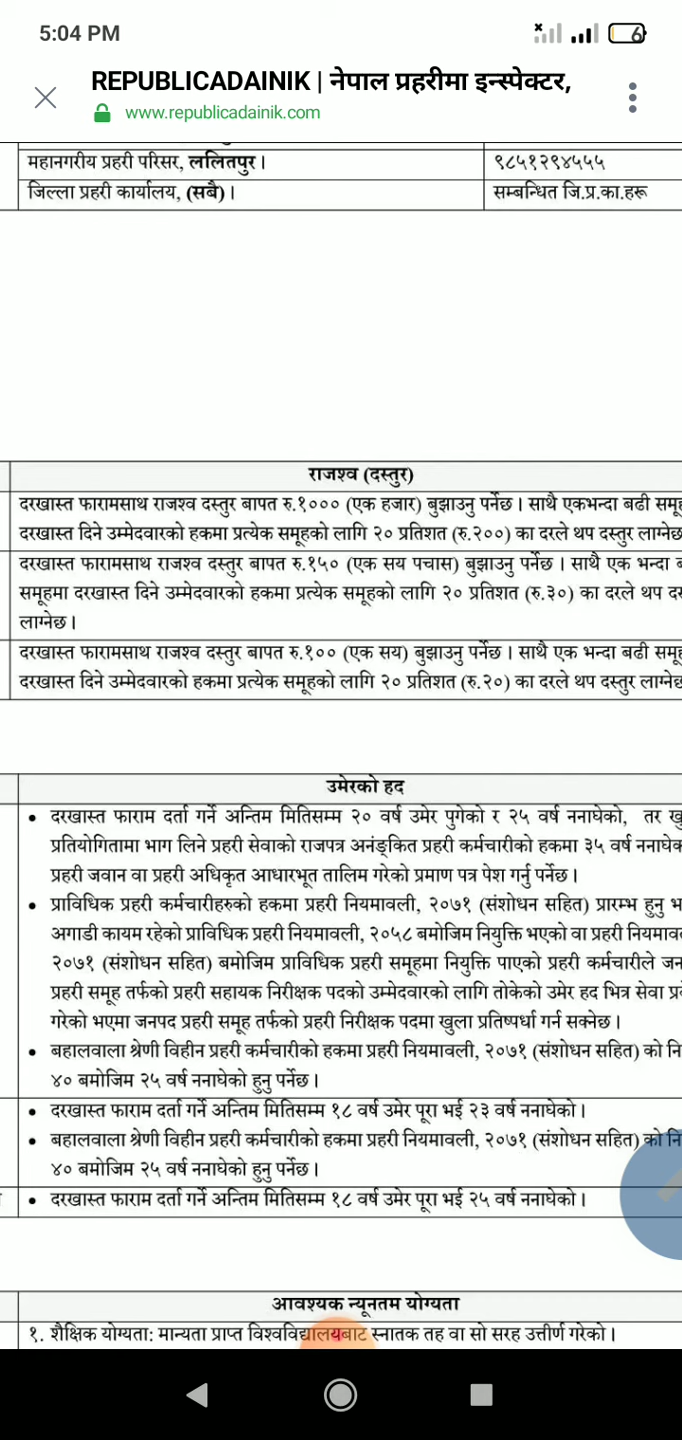 5:04 PM
6
REPUBLICADAINIK | नेपाल प्रहरीमा इन्स्पेक्टर,
www.republicadainik.com
महानगरीय प्रहरी परिसर, ललितपुर । ९८५१२९४५५५
जिल्ला प्रहरी कार्यालय, (सबै) । सम्बन्धित जि.प्र.का.हरू
राजश्व (दस्तुर)
दरखास्त फारामसाथ राजश्व दस्तुर बापत रु.१००० (एक हजार) बुझाउनु पर्नेछ । साथै एकभन्दा बढी
दरखास्त दिने उम्मेदवारको हकमा प्रत्येक समूहको लागि २० प्रतिशत (रु.२००) का दरले थप दस्तुर लाग्नेछ
दरखास्त फारामसाथ राजश्व दस्तुर बापत रु.१५० (एक सय पचास) बुझाउनु पर्नेछ । साथै एक भन्दा
समूहमा दरखास्त दिने उम्मेदवारको हकमा प्रत्येक समूहको लागि २० प्रतिशत (रु.३०) का दरले थप
लाग्नेछ ।
दरखास्त फारामसाथ राजश्व दस्तुर बापत रु.१०० (एक सय) बुझाउनु पर्नेछ । साथै एक भन्दा बढी
दरखास्त दिने उम्मेदवारको हकमा प्रत्येक समूहको लागि २० प्रतिशत (रु.२०) का दरले थप दस्तुर लाग्नेछ
उमेरको हद
• दरखास्त फाराम दर्ता गर्ने अन्तिम मितिसम्म २० वर्ष उमेर पुगेको र २५ वर्ष ननाघेको, तर
प्रतियोगितामा भाग लिने प्रहरी सेवाको राजपत्र अनंङ्कित प्रहरी कर्मचारीको हकमा ३५ वर्ष
प्रहरी जवान वा प्रहरी अधिकृत आधारभूत तालिम गरेको प्रमाण पत्र पेश गर्नु पर्नेछ ।
• प्राविधिक प्रहरी कर्मचारीहरुको हकमा प्रहरी नियमावली, २०७१ (संशोधन सहित) प्रारम्भ हुनु
अगाडी कायम रहेको प्राविधिक प्रहरी नियमावली, २०५८ बमोजिम नियुक्ति भएको वा प्रहरी
२०७१ (संशोधन सहित) बमोजिम प्राविधिक प्रहरी समूहमा नियुक्ति पाएको प्रहरी कर्मचारीले
प्रहरी समूह तर्फको प्रहरी सहायक निरीक्षक पदको उम्मेदवारको लागि तोकेको उमेर हद भित्र सेवा
गरेको भएमा जनपद प्रहरी समूह तर्फको प्रहरी निरीक्षक पदमा खुला प्रतिष्पर्धा गर्न सक्नेछ ।
• बहालवाला श्रेणी विहीन प्रहरी कर्मचारीको हकमा प्रहरी नियमावली, २०७१ (संशोधन सहित) को
४० बमोजिम २५ वर्ष ननाघेको हुनु पर्नेछ ।
• दरखास्त फाराम दर्ता गर्ने अन्तिम मितिसम्म १८ वर्ष उमेर पूरा भई २३ वर्ष ननाघेको ।
• बहालवाला श्रेणी विहीन प्रहरी कर्मचारीको हकमा प्रहरी नियमावली, २०७१ (संशोधन सहित) को
४० बमोजिम २५ वर्ष ननाघेको हुनु पर्नेछ ।
• दरखास्त फाराम दर्ता गर्ने अन्तिम मितिसम्म १८ वर्ष उमेर पूरा भई २५ वर्ष ननाघेको ।
आवश्यक न्यूनतम योग्यता
१. शैक्षिक योग्यता: मान्यता प्राप्त विश्वविद्यालयबाट स्नातक तह वा सो सरह उत्तीर्ण गरेको ।